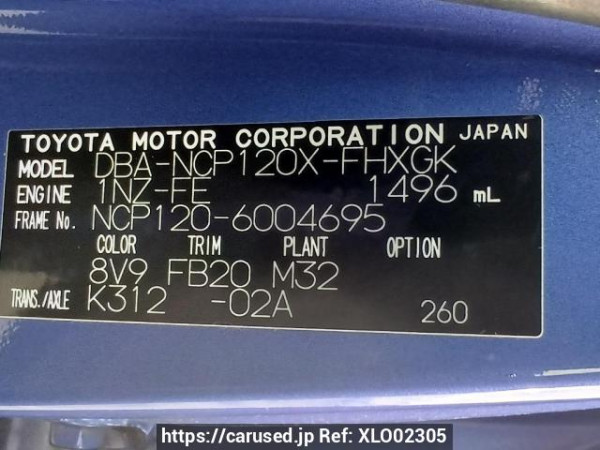 TOYOTA MOTOR CORPORATION JAPAN
MODEL DBA-NCP120X-FHXGK
ENGINE 1NZ-FE 1496 mL
FRAME No. NCP120-6004695
COLOR TRIM PLANT OPTION
8V9 FB20 M32
TRANS./AXLE K312 -02A 260
https://carused.jp Ref: XLO02305